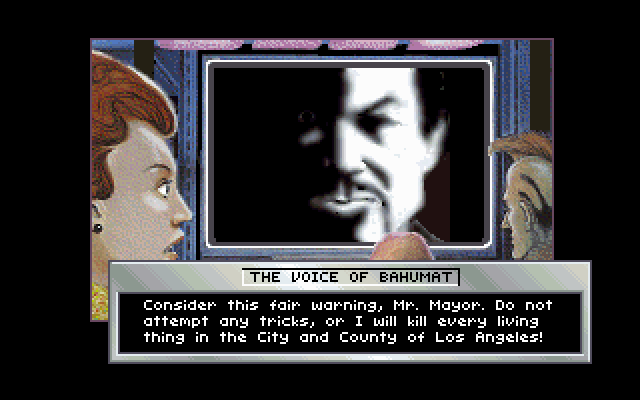 THE VOICE OF BAHUMAT
Consider this fair warning, Mr. Mayor. Do not
attempt any tricks, or I will kill every living
thing in the City and County of Los Angeles!